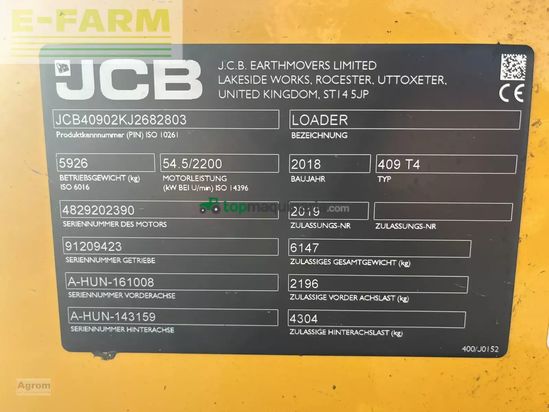 E-FARM
JCB
J.C.B. EARTHMOVERS LIMITED
LAKESIDE WORKS, ROCESTER, UTTOXETER,
UNITED KINGDOM, ST14 5JP
CE
JCB40902KJ2682803
Produktkennnummer (PIN) ISO 10261
LOADER
BEZEICHNUNG
5926
BETRIEBSGEWICHT (kg)
ISO 6016
54.5/2200
MOTORLEISTUNG
(kW BEI U/min) ISO 14396
2018
BAUJAHR
409 T4
TYP
4829202390
SERIENNUMMER DES MOTORS
2019
ZULASSUNGS-NR
ZULASSUNGS-NR
91209423
SERIENNUMMER GETRIEBE
6147
ZULÄSSIGES GESAMTGEWICHT (kg)
A-HUN-161008
SERIENNUMMER VORDERACHSE
2196
ZULÄSSIGE VORDER ACHSLAST (kg)
A-HUN-143159
SERIENNUMMER HINTERACHSE
4304
ZULÄSSIGE HINTERACHSLAST (kg)
400/J0152
Agrom